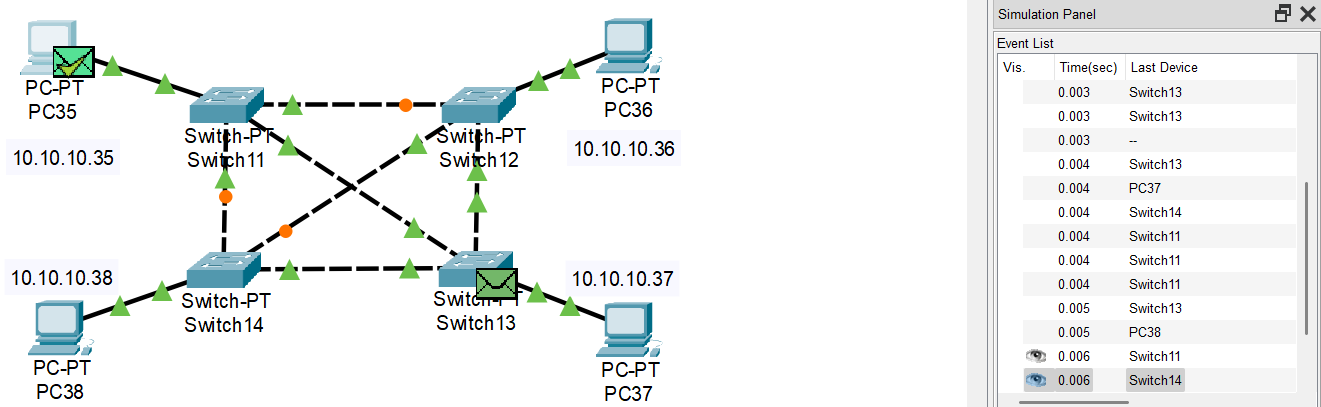 Simulation Panel
Event List
Vis. Time(sec) Last Device
0.003 Switch13
0.003 Switch13
0.003 --
0.004 Switch13
0.004 PC37
0.004 Switch14
0.004 Switch11
0.004 Switch11
0.004 Switch11
0.005 Switch13
0.005 PC38
0.006 Switch11
0.006 Switch14
PC-PT
PC35
10.10.10.35
Switch-PT
Switch11
Switch-PT
Switch12
PC-PT
PC36
10.10.10.36
10.10.10.38
PC-PT
PC38
Switch-PT
Switch14
Switch-PT
Switch13
10.10.10.37
PC-PT
PC37